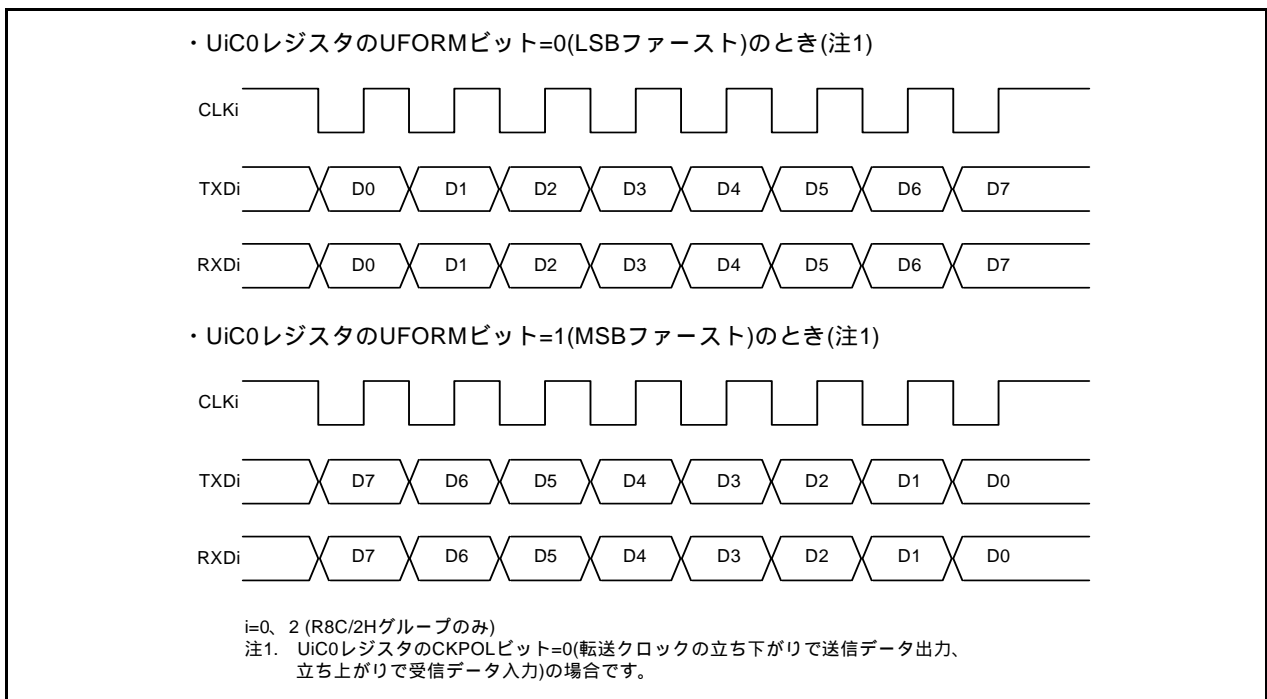 ・UiC0レジスタのUFORMビット=0(LSBファースト)のとき(注1)
CLKi
TXDi D0 D1 D2 D3 D4 D5 D6 D7
RXDi D0 D1 D2 D3 D4 D5 D6 D7
・UiC0レジスタのUFORMビット=1(MSBファースト)のとき(注1)
CLKi
TXDi D7 D6 D5 D4 D3 D2 D1 D0
RXDi D7 D6 D5 D4 D3 D2 D1 D0
i=0、2 (R8C/2Hグループのみ)
注1. UiC0レジスタのCKPOLビット=0(転送クロックの立ち下がりで送信データ出力、
立ち上がりで受信データ入力)の場合です。